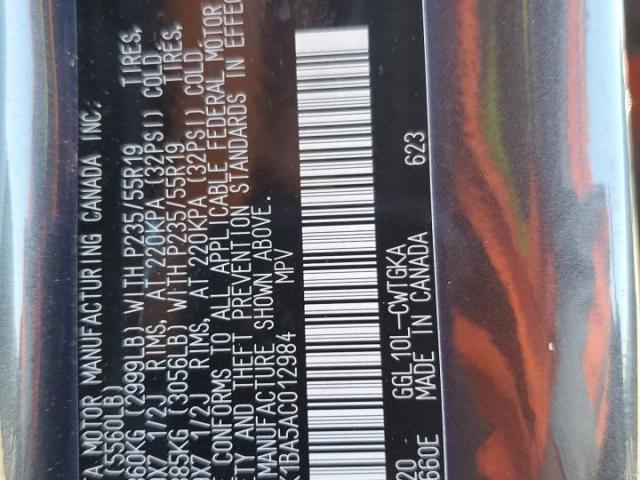 TA MOTOR MANUFACTURING CANADA INC.
(5560LB)
360KG (2999LB) WITH P235/55R19 TIRES,
0X7 1/2J RIMS, AT 220KPA (32PSI) COLD.
385KG (3056LB) WITH P235/55R19 TIRES,
0X7 1/2J RIMS, AT 220KPA (32PSI) COLD.
E CONFORMS TO ALL APPLICABLE FEDERAL MOTOR
ETY AND THEFT PREVENTION STANDARDS IN EFFEC
MANUFACTURE SHOWN ABOVE.
K1BA5AC012984 MPV
GGL10L-CWTGKA 623
20
660E MADE IN CANADA